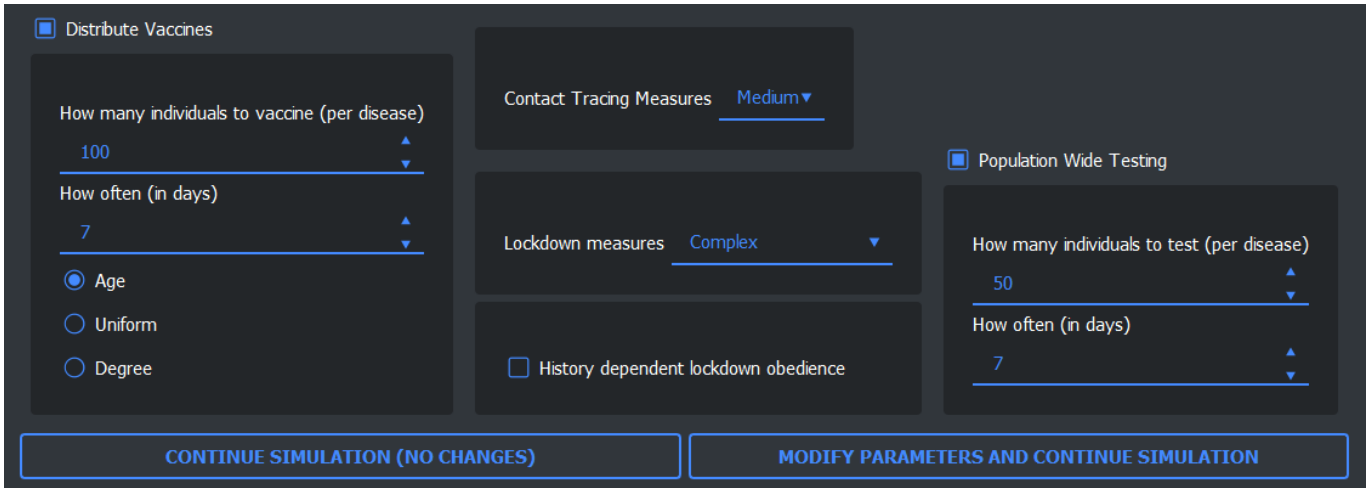 Distribute Vaccines
How many individuals to vaccine (per disease)
100
How often (in days)
7
Age
Uniform
Degree
Contact Tracing Measures Medium
Lockdown measures Complex
History dependent lockdown obedience
Population Wide Testing
How many individuals to test (per disease)
50
How often (in days)
7
CONTINUE SIMULATION (NO CHANGES)
MODIFY PARAMETERS AND CONTINUE SIMULATION